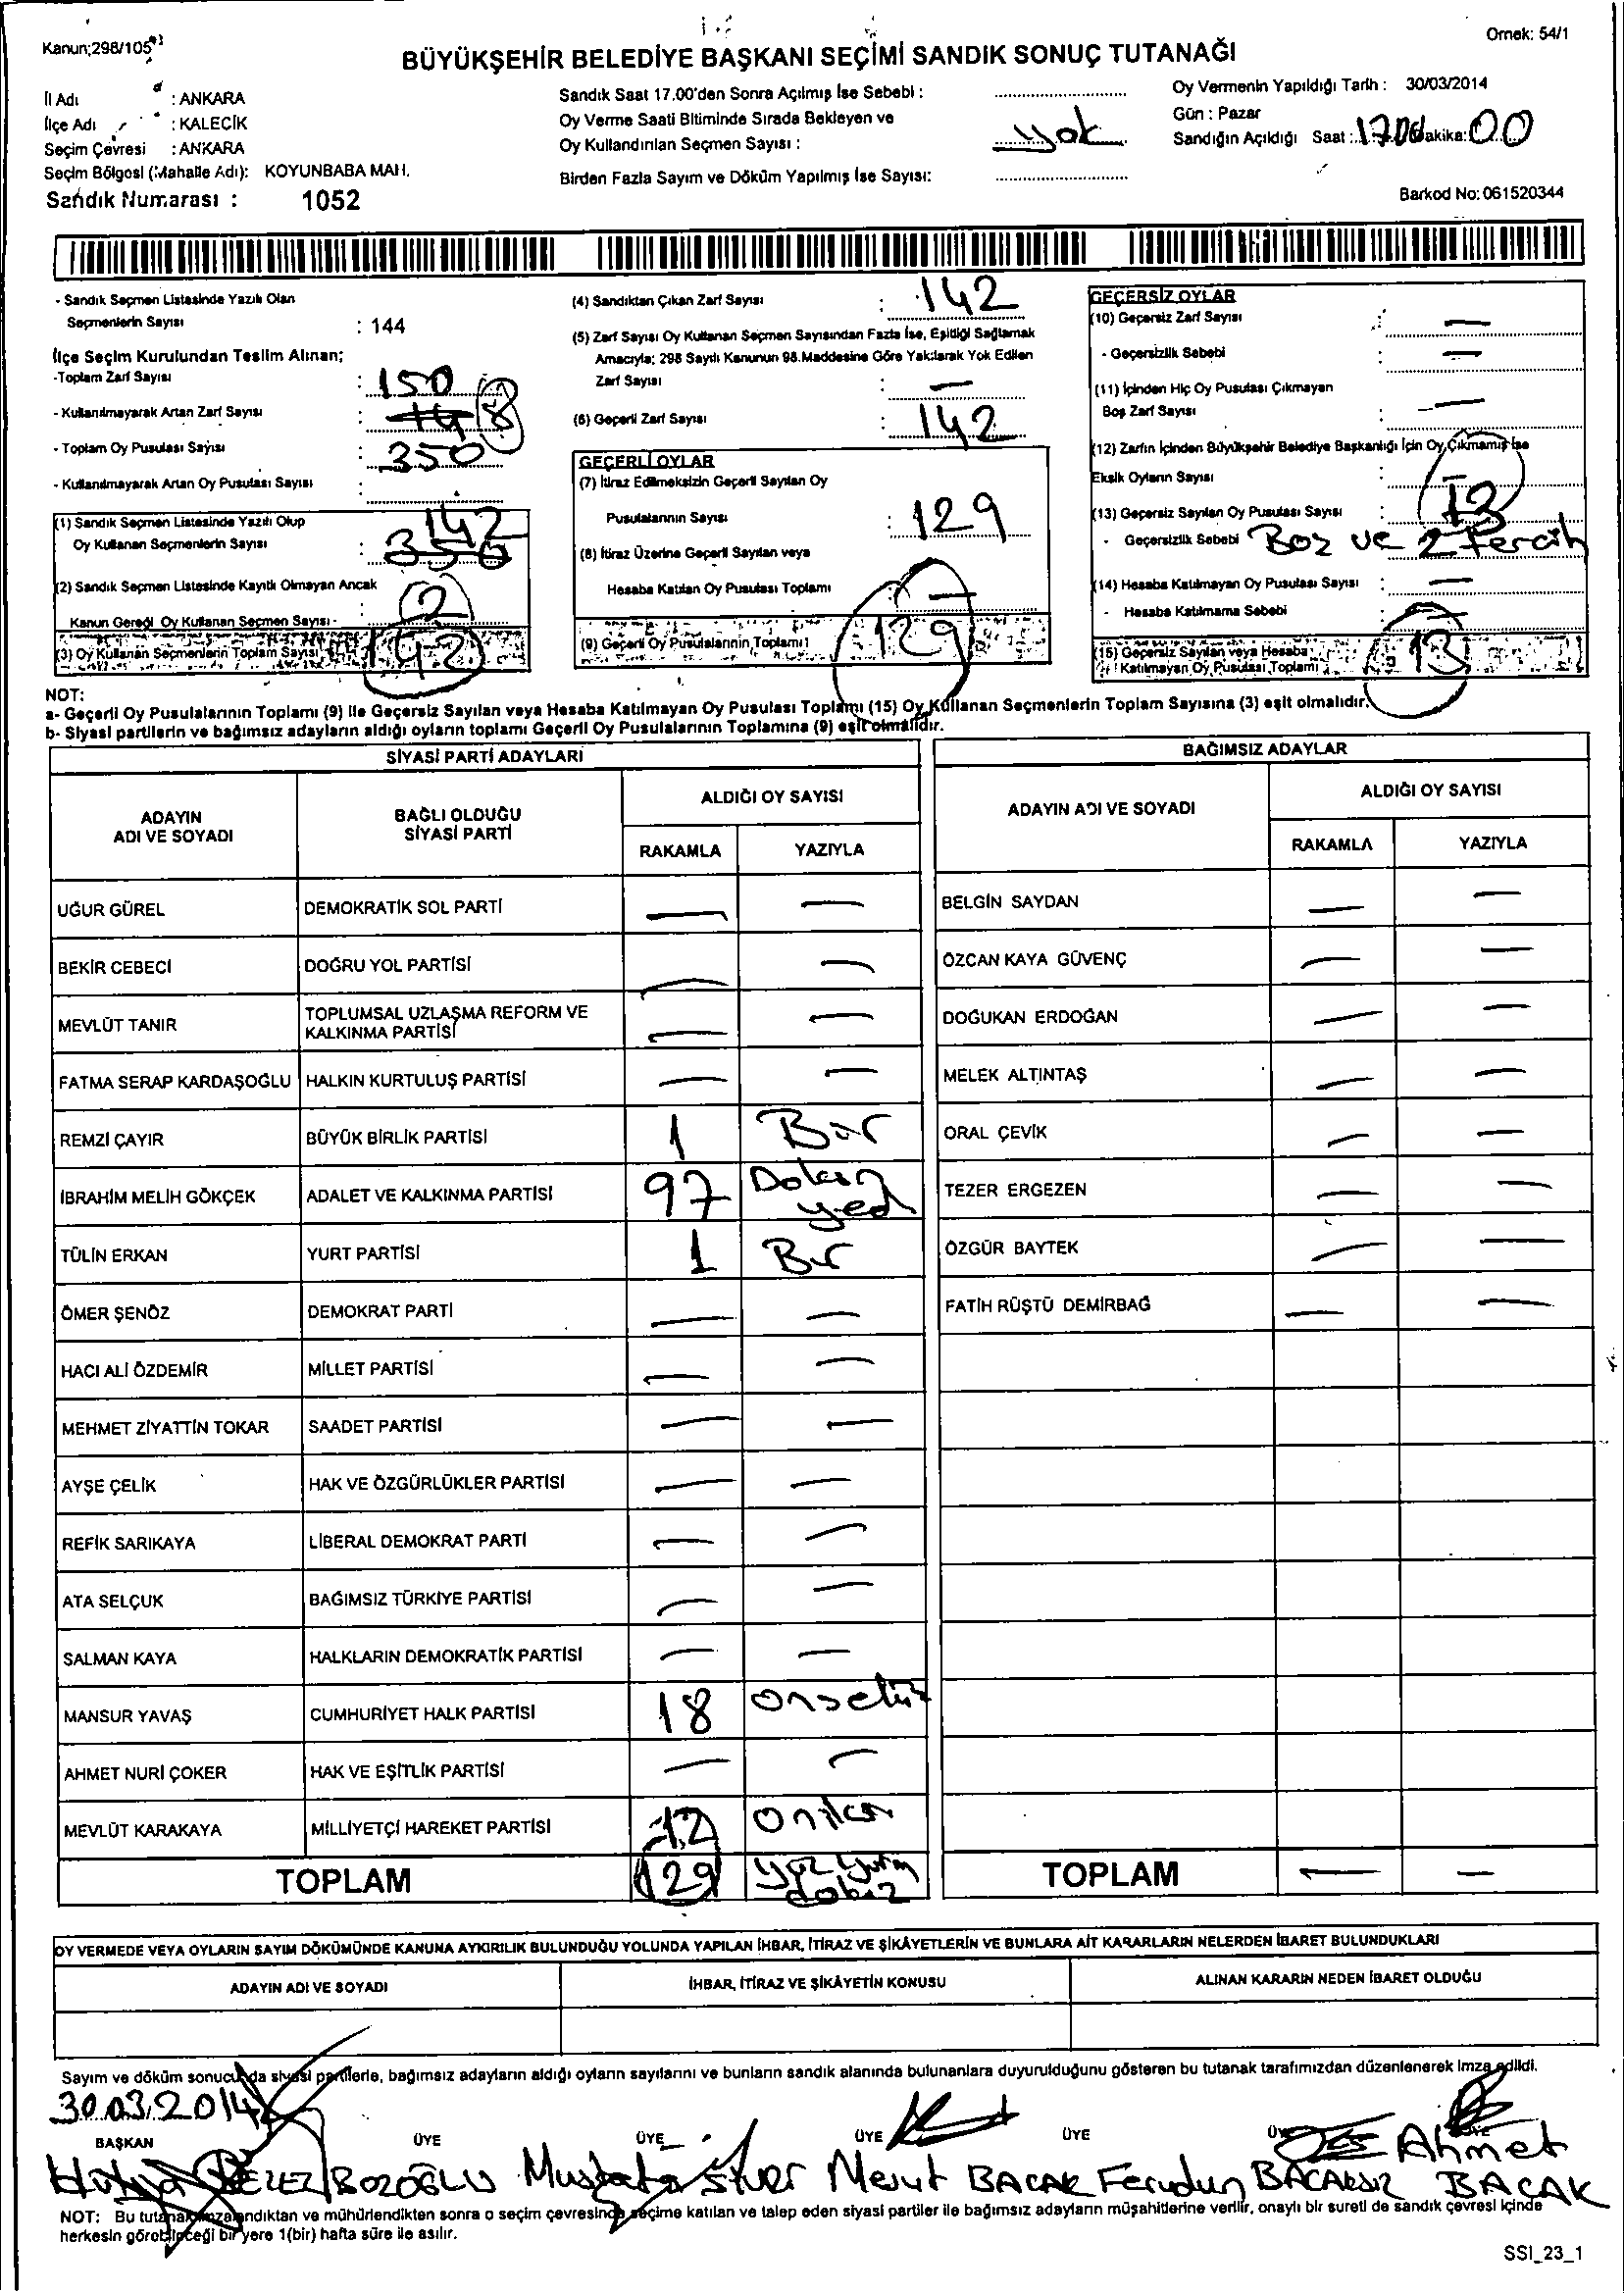 Kanun;298/105
Örnek: 54/1
BÜYÜKŞEHİR BELEDİYE BAŞKANI SEÇİMİ SANDIK SONUÇ TUTANAĞI
İl Adı : ANKARA
İlçe Adı : KALECİK
Seçim Çevresi : ANKARA
Seçim Bölgesi (Mahalle Adı): KOYUNBABA MAH.
Sandık Numarası : 1052
Sandık Saat 17.00'den Sonra Açılmış İse Sebebi :
Oy Verme Saati Bitiminde Sırada Bekleyen ve
Oy Kullandırılan Seçmen Sayısı : yok
Birden Fazla Sayım ve Döküm Yapılmış İse Sayısı:
Oy Vermenin Yapıldığı Tarih : 30/03/2014
Gün : Pazar
Sandığın Açıldığı Saat : 17.00 Dakika: 00
Barkod No: 061520344
- Sandık Seçmen Listesinde Yazılı Olan
Seçmenlerin Sayısı : 144
İlçe Seçim Kurulundan Teslim Alınan;
-Toplam Zarf Sayısı : 150
- Kullanılmayarak Artan Zarf Sayısı : 8
- Toplam Oy Pusulası Sayısı : 350
- Kullanılmayarak Artan Oy Pusulası Sayısı :
(1) Sandık Seçmen Listesinde Yazılı Olup
Oy Kullanan Seçmenlerin Sayısı : 142 350
(2) Sandık Seçmen Listesinde Kayıtlı Olmayan Ancak
Kanun Gereği Oy Kullanan Seçmen Sayısı : 2
(3) Oy Kullanan Seçmenlerin Toplam Sayısı 142
(4) Sandıktan Çıkan Zarf Sayısı : 142
(5) Zarf Sayısı Oy Kullanan Seçmen Sayısından Fazla İse, Eşitliği Sağlamak
Amacıyla; 298 Sayılı Kanunun 98.Maddesine Göre Yakılarak Yok Edilen
Zarf Sayısı : —
(6) Geçerli Zarf Sayısı : 142
GEÇERLİ OYLAR
(7) İtiraz Edilmeksizin Geçerli Sayılan Oy
Pusulalarının Sayısı : 129
(8) İtiraz Üzerine Geçerli Sayılan veya
Hesaba Katılan Oy Pusulası Toplamı : —
(9) Geçerli Oy Pusulalarının Toplamı 129
GEÇERSİZ OYLAR
(10) Geçersiz Zarf Sayısı : —
- Geçersizlik Sebebi : —
(11) İçinden Hiç Oy Pusulası Çıkmayan
Boş Zarf Sayısı : —
(12) Zarfın İçinden Büyükşehir Belediye Başkanlığı İçin Oy Çıkmamış İse
Eksik Oyların Sayısı :
(13) Geçersiz Sayılan Oy Pusulası Sayısı : 13
- Geçersizlik Sebebi Boz ve 2 tercih
(14) Hesaba Katılmayan Oy Pusulası Sayısı : —
- Hesaba Katılmama Sebebi :
(15) Geçersiz Sayılan veya Hesaba
Katılmayan Oy Pusulası Toplamı : 13
NOT:
a- Geçerli Oy Pusulalarının Toplamı (9) ile Geçersiz Sayılan veya Hesaba Katılmayan Oy Pusulası Toplamı (15) Oy Kullanan Seçmenlerin Toplam Sayısına (3) eşit olmalıdır.
b- Siyasi partilerin ve bağımsız adayların aldığı oyların toplamı Geçerli Oy Pusulalarının Toplamına (9) eşit olmalıdır.
SİYASİ PARTİ ADAYLARI
ADAYIN ADI VE SOYADI
BAĞLI OLDUĞU SİYASİ PARTİ
ALDIĞI OY SAYISI
RAKAMLA YAZIYLA
UĞUR GÜREL DEMOKRATİK SOL PARTİ — —
BEKİR CEBECİ DOĞRU YOL PARTİSİ — —
MEVLÜT TANIR TOPLUMSAL UZLAŞMA REFORM VE KALKINMA PARTİSİ — —
FATMA SERAP KARDAŞOĞLU HALKIN KURTULUŞ PARTİSİ — —
REMZİ ÇAYIR BÜYÜK BİRLİK PARTİSİ 1 Bir
İBRAHİM MELİH GÖKÇEK ADALET VE KALKINMA PARTİSİ 97 Doksan yedi
TÜLİN ERKAN YURT PARTİSİ 1 Bir
ÖMER ŞENÖZ DEMOKRAT PARTİ — —
HACI ALİ ÖZDEMİR MİLLET PARTİSİ — —
MEHMET ZİYATTİN TOKAR SAADET PARTİSİ — —
AYŞE ÇELİK HAK VE ÖZGÜRLÜKLER PARTİSİ — —
REFİK SARIKAYA LİBERAL DEMOKRAT PARTİ — —
ATA SELÇUK BAĞIMSIZ TÜRKİYE PARTİSİ — —
SALMAN KAYA HALKLARIN DEMOKRATİK PARTİSİ — —
MANSUR YAVAŞ CUMHURİYET HALK PARTİSİ 18 onsekiz
AHMET NURİ ÇOKER HAK VE EŞİTLİK PARTİSİ — —
MEVLÜT KARAKAYA MİLLİYETÇİ HAREKET PARTİSİ 12 oniki
TOPLAM 129
BAĞIMSIZ ADAYLAR
ADAYIN ADI VE SOYADI
ALDIĞI OY SAYISI
RAKAMLA YAZIYLA
BELGİN SAYDAN — —
ÖZCAN KAYA GÜVENÇ — —
DOĞUKAN ERDOĞAN — —
MELEK ALTINTAŞ — —
ORAL ÇEVİK — —
TEZER ERGEZEN — —
ÖZGÜR BAYTEK — —
FATİH RÜŞTÜ DEMİRBAĞ — —
TOPLAM — —
OY VERMEDE VEYA OYLARIN SAYIM DÖKÜMÜNDE KANUNA AYKIRILIK BULUNDUĞU YOLUNDA YAPILAN İHBAR, İTİRAZ VE ŞİKÂYETLERİN VE BUNLARA AİT KARARLARIN NELERDEN İBARET BULUNDUKLARI
ADAYIN ADI VE SOYADI İHBAR, İTİRAZ VE ŞİKÂYETİN KONUSU ALINAN KARARIN NEDEN İBARET OLDUĞU
Sayım ve döküm sonucunda siyasi partilerle, bağımsız adayların aldığı oyların sayılarını ve bunların sandık alanında bulunanlara duyurulduğunu gösteren bu tutanak tarafımızdan düzenlenerek imza edildi.
30.03.2014
BAŞKAN ÜYE ÜYE ÜYE ÜYE ÜYE ÜYE
BOZOĞLU Mustafa Mesut BACAK Feridun BACAKSIZ Ahmet BACAK
NOT: Bu tutanak imzalandıktan ve mühürlendikten sonra o seçim çevresinde seçime katılan ve talep eden siyasi partiler ile bağımsız adayların müşahitlerine verilir, onaylı bir sureti de sandık çevresi içinde
herkesin görebileceği bir yere 1(bir) hafta süre ile asılır.
SSI_23_1